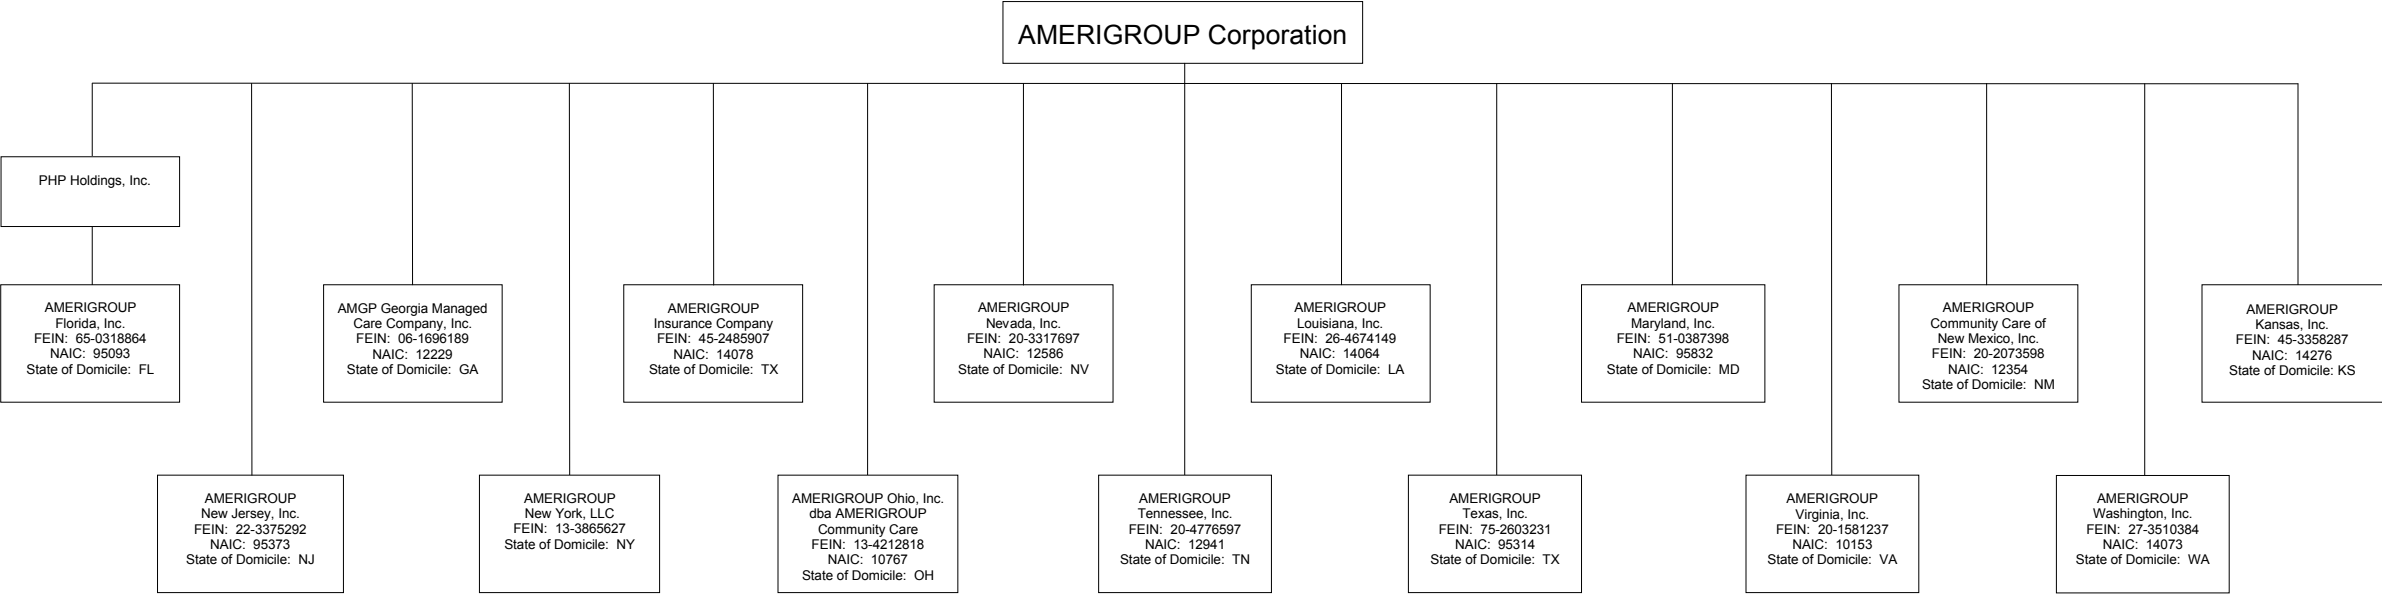 AMERIGROUP Corporation
PHP Holdings, Inc.
AMERIGROUP
Florida, Inc.
FEIN: 65-0318864
NAIC: 95093
State of Domicile: FL
AMGP Georgia Managed
Care Company, Inc.
FEIN: 06-1696189
NAIC: 12229
State of Domicile: GA
AMERIGROUP
Insurance Company
FEIN: 45-2485907
NAIC: 14078
State of Domicile: TX
AMERIGROUP
Nevada, Inc.
FEIN: 20-3317697
NAIC: 12586
State of Domicile: NV
AMERIGROUP
Louisiana, Inc.
FEIN: 26-4674149
NAIC: 14064
State of Domicile: LA
AMERIGROUP
Maryland, Inc.
FEIN: 51-0387398
NAIC: 95832
State of Domicile: MD
AMERIGROUP
Community Care of
New Mexico, Inc.
FEIN: 20-2073598
NAIC: 12354
State of Domicile: NM
AMERIGROUP
Kansas, Inc.
FEIN: 45-3358287
NAIC: 14276
State of Domicile: KS
AMERIGROUP
New Jersey, Inc.
FEIN: 22-3375292
NAIC: 95373
State of Domicile: NJ
AMERIGROUP
New York, LLC
FEIN: 13-3865627
State of Domicile: NY
AMERIGROUP Ohio, Inc.
dba AMERIGROUP
Community Care
FEIN: 13-4212818
NAIC: 10767
State of Domicile: OH
AMERIGROUP
Tennessee, Inc.
FEIN: 20-4776597
NAIC: 12941
State of Domicile: TN
AMERIGROUP
Texas, Inc.
FEIN: 75-2603231
NAIC: 95314
State of Domicile: TX
AMERIGROUP
Virginia, Inc.
FEIN: 20-1581237
NAIC: 10153
State of Domicile: VA
AMERIGROUP
Washington, Inc.
FEIN: 27-3510384
NAIC: 14073
State of Domicile: WA